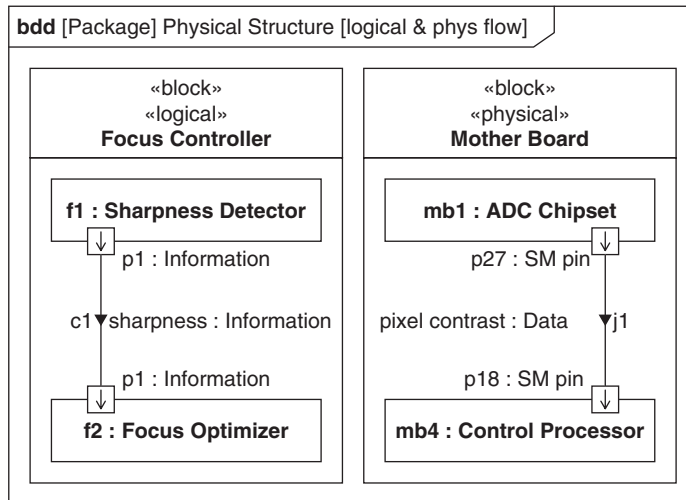 bdd [Package] Physical Structure [logical & phys flow]
«block»
«logical»
Focus Controller
f1 : Sharpness Detector
p1 : Information
c1 sharpness : Information
p1 : Information
f2 : Focus Optimizer
«block»
«physical»
Mother Board
mb1 : ADC Chipset
p27 : SM pin
pixel contrast : Data j1
p18 : SM pin
mb4 : Control Processor